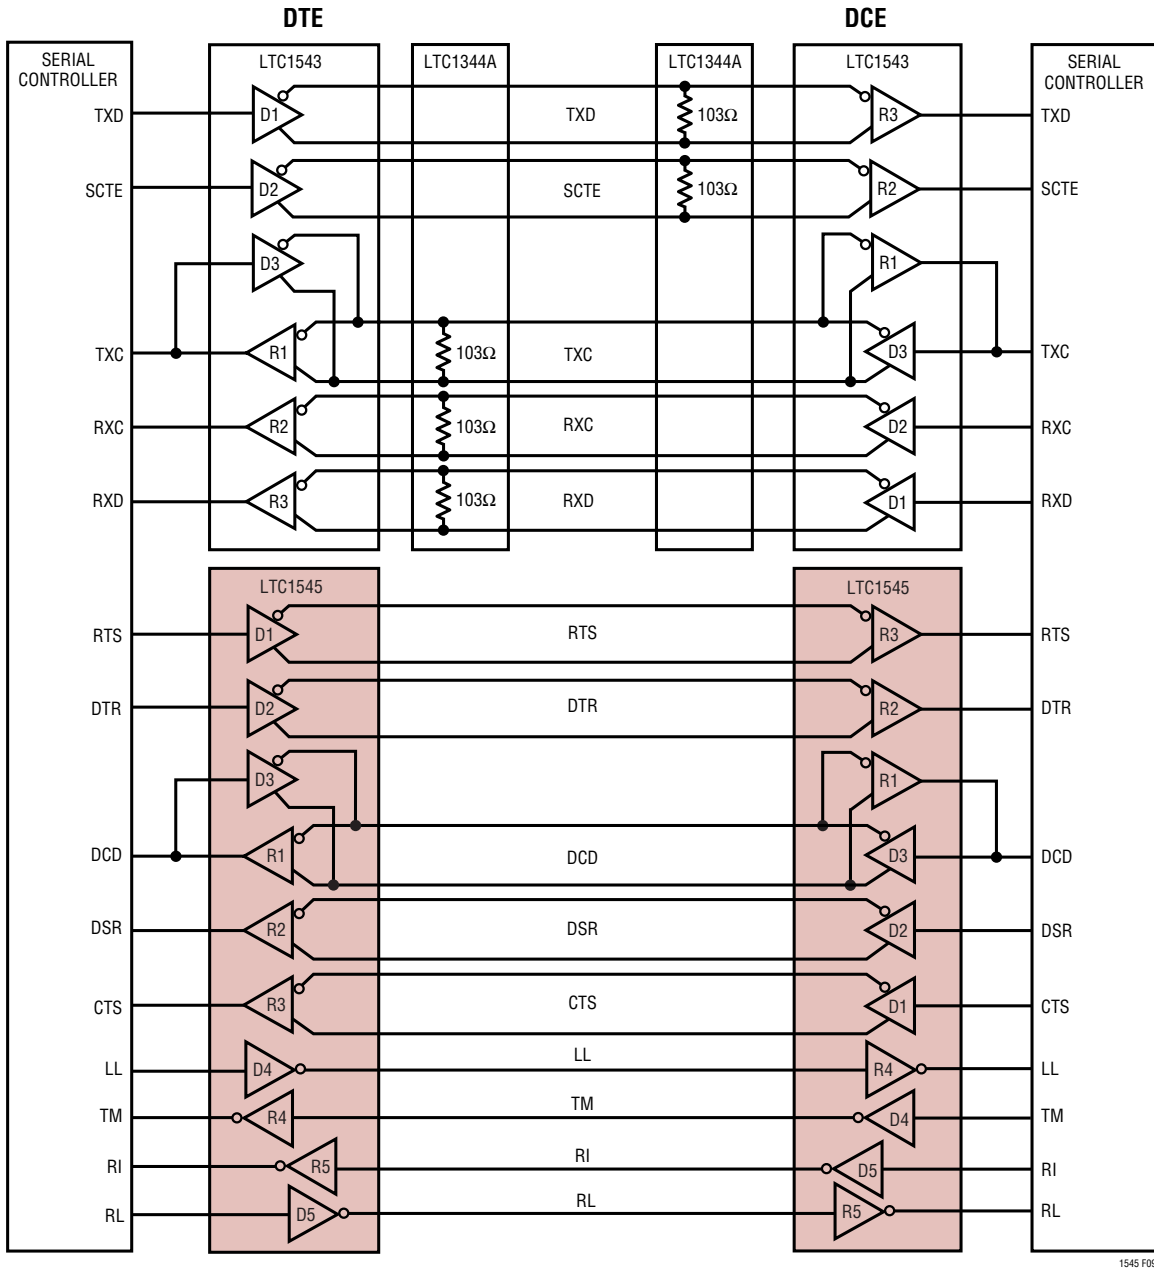 DTE DCE
SERIAL CONTROLLER LTC1543 LTC1344A LTC1344A LTC1543 SERIAL CONTROLLER
TXD D1 TXD 103Ω R3 TXD
SCTE D2 SCTE 103Ω R2 SCTE
D3 R1
TXC R1 103Ω TXC D3 TXC
RXC R2 103Ω RXC D2 RXC
RXD R3 103Ω RXD D1 RXD
LTC1545 LTC1545
RTS D1 RTS R3 RTS
DTR D2 DTR R2 DTR
D3 R1
DCD R1 DCD D3 DCD
DSR R2 DSR D2 DSR
CTS R3 CTS D1 CTS
LL D4 LL R4 LL
TM R4 TM D4 TM
RI R5 RI D5 RI
RL D5 RL R5 RL
1545 F09